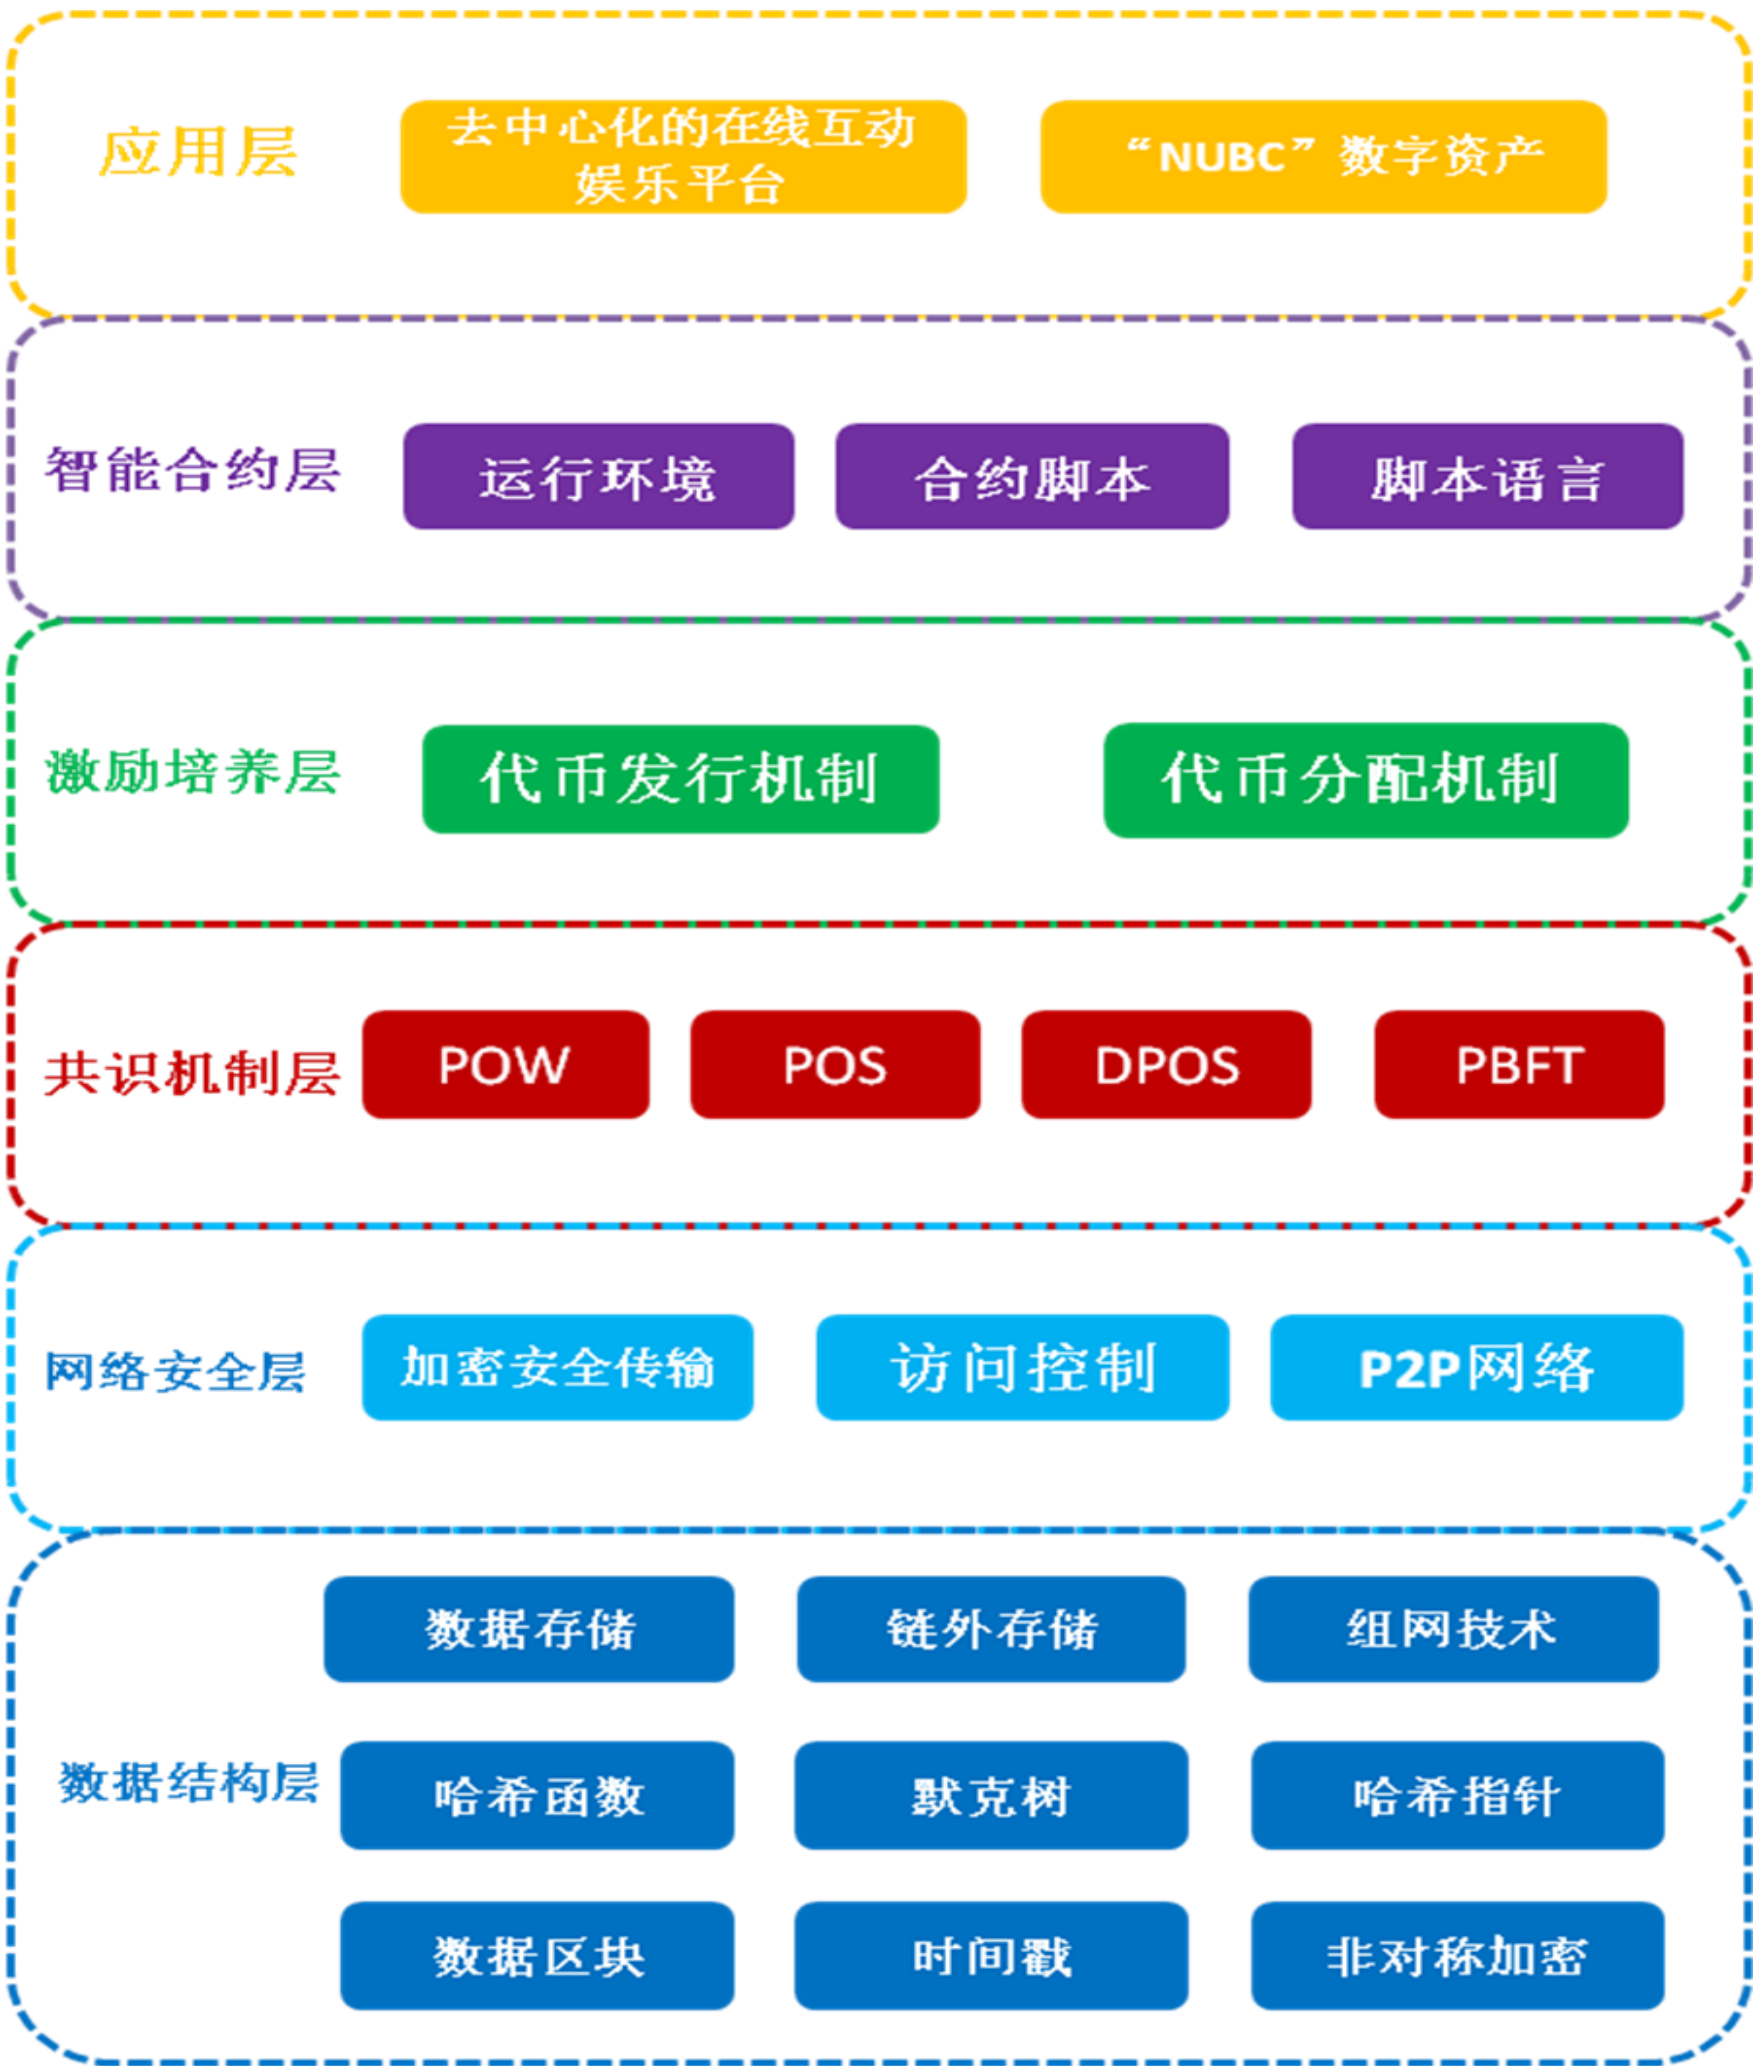 应用层
去中心化的在线互动
娱乐平台
“NUBC”数字资产
智能合约层
运行环境
合约脚本
脚本语言
激励培养层
代币发行机制
代币分配机制
共识机制层
POW
POS
DPOS
PBFT
网络安全层
加密安全传输
访问控制
P2P网络
数据结构层
数据存储
链外存储
组网技术
哈希函数
默克树
哈希指针
数据区块
时间戳
非对称加密